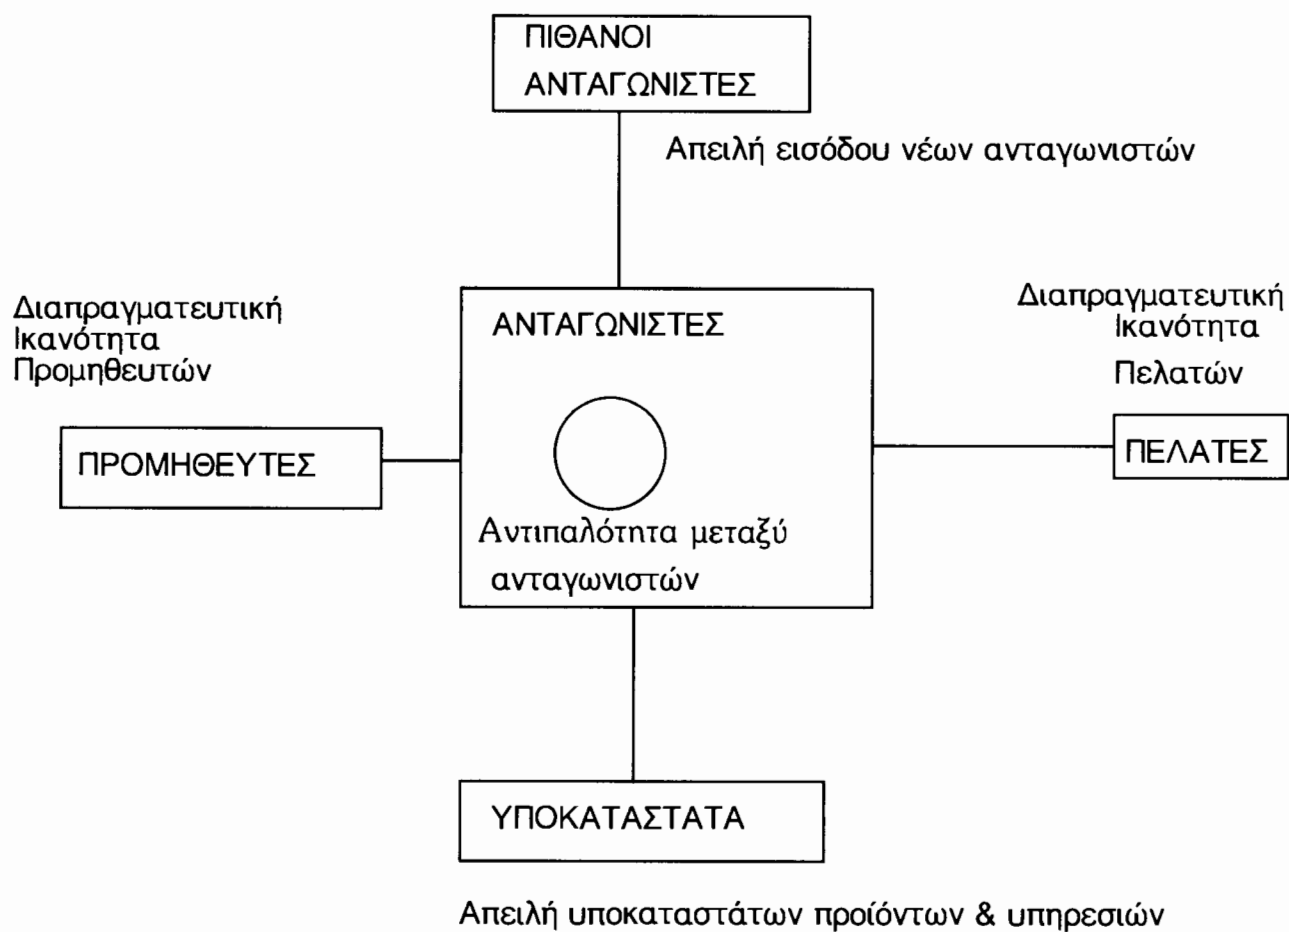 ΠΙΘΑΝΟΙ
ΑΝΤΑΓΩΝΙΣΤΕΣ
Απειλή εισόδου νέων ανταγωνιστών
Διαπραγματευτική
Ικανότητα
Προμηθευτών
ΠΡΟΜΗΘΕΥΤΕΣ
ΑΝΤΑΓΩΝΙΣΤΕΣ
Αντιπαλότητα μεταξύ
ανταγωνιστών
Διαπραγματευτική
Ικανότητα
Πελατών
ΠΕΛΑΤΕΣ
ΥΠΟΚΑΤΑΣΤΑΤΑ
Απειλή υποκαταστάτων προίόντων & υπηρεσιών